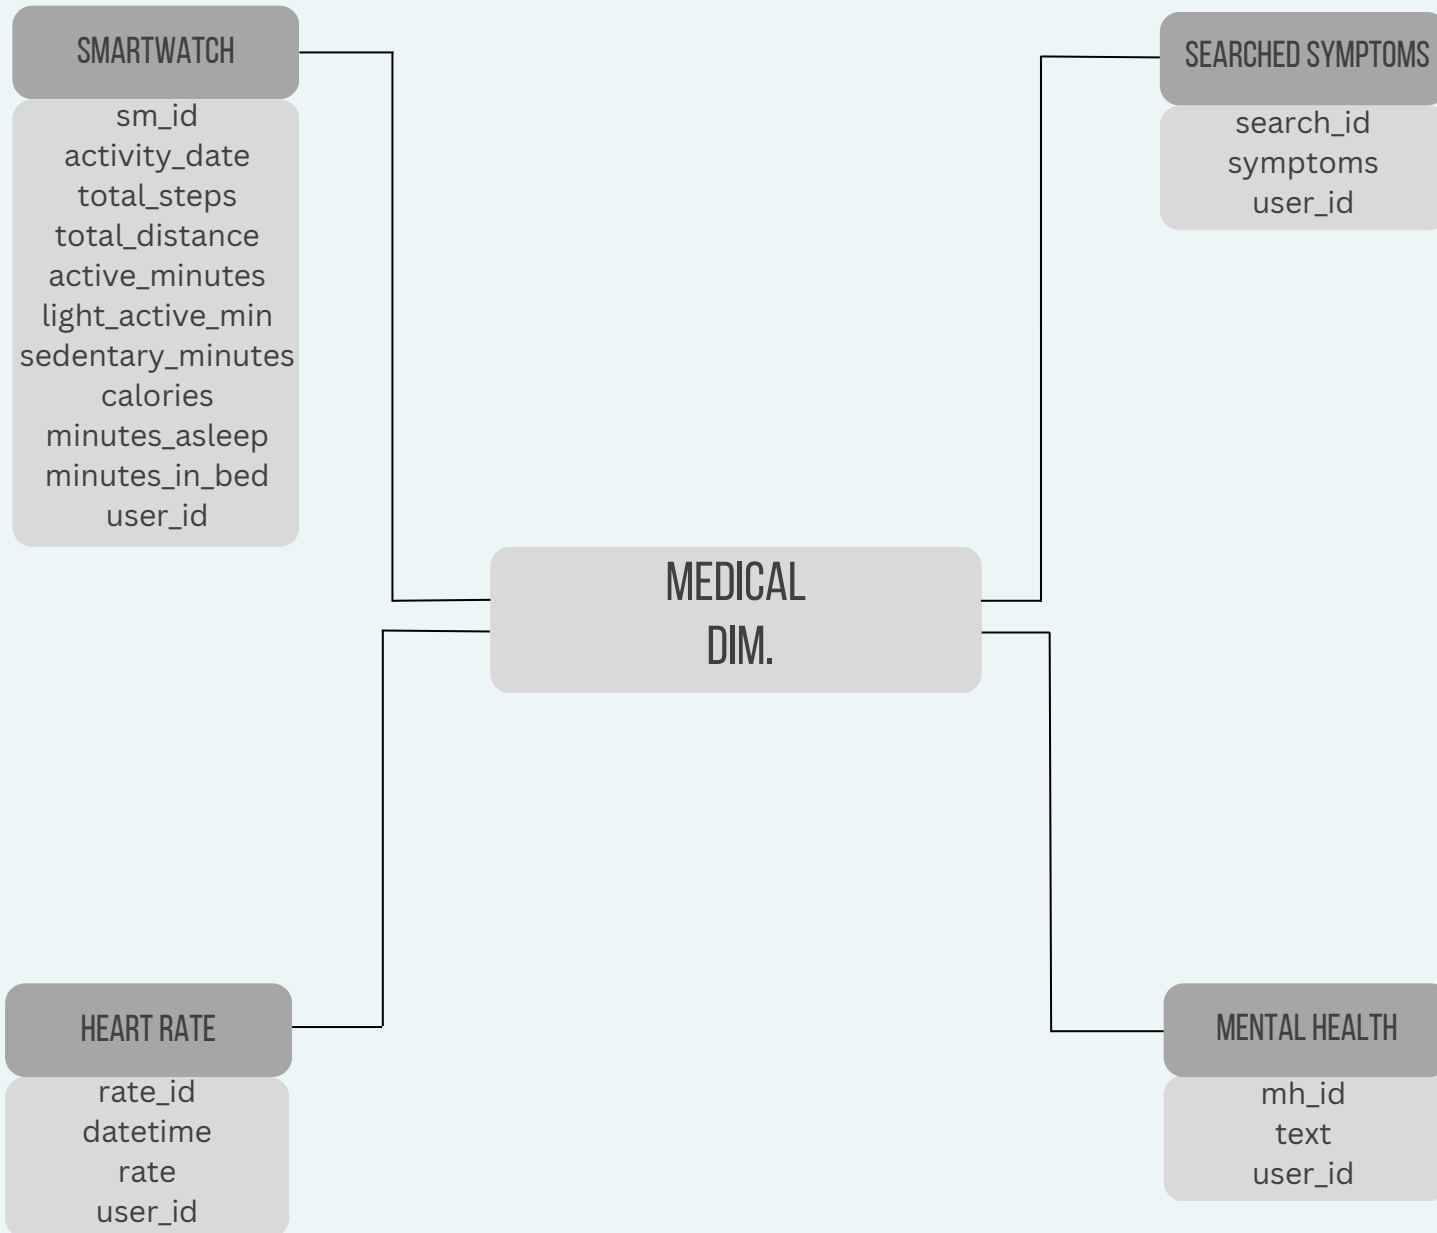 SMARTWATCH
sm_id
activity_date
total_steps
total_distance
active_minutes
light_active_min
sedentary_minutes
calories
minutes_asleep
minutes_in_bed
user_id
SEARCHED SYMPTOMS
search_id
symptoms
user_id
MEDICAL
DIM.
HEART RATE
rate_id
datetime
rate
user_id
MENTAL HEALTH
mh_id
text
user_id